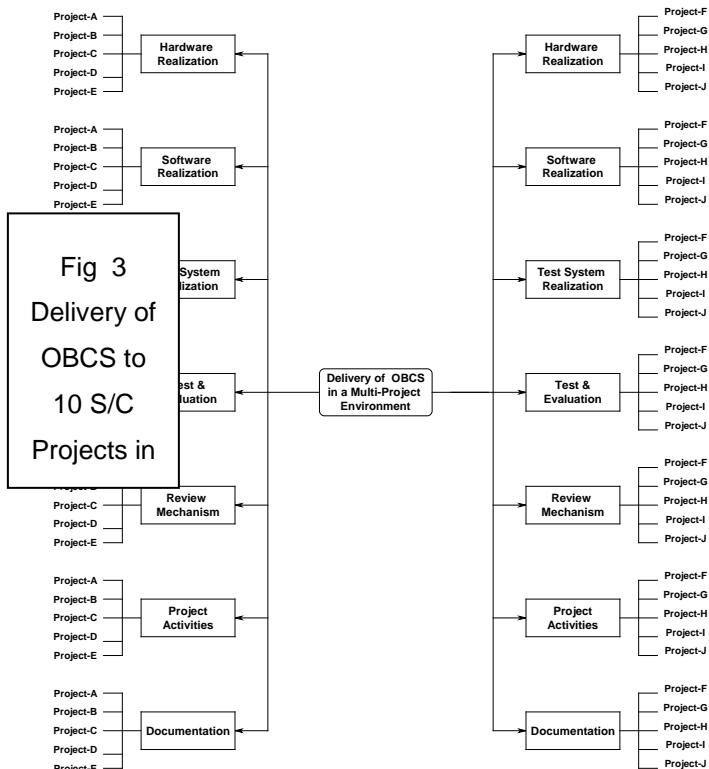 Project-A
Project-B
Project-C
Project-D
Project-E
Hardware
Realization
Project-A
Project-B
Project-C
Project-D
Project-E
Software
Realization
Fig 3
Delivery of
OBCS to
10 S/C
Projects in
System
lization
est &
luation
Project-C
Project-D
Project-E
Review
Mechanism
Project-A
Project-B
Project-C
Project-D
Project-E
Project
Activities
Project-A
Project-B
Project-C
Project-D
Project-E
Documentation
Delivery of OBCS
in a Multi-Project
Environment
Hardware
Realization
Project-F
Project-G
Project-H
Project-I
Project-J
Software
Realization
Project-F
Project-G
Project-H
Project-I
Project-J
Test System
Realization
Project-F
Project-G
Project-H
Project-I
Project-J
Test &
Evaluation
Project-F
Project-G
Project-H
Project-I
Project-J
Review
Mechanism
Project-F
Project-G
Project-H
Project-I
Project-J
Project
Activities
Project-F
Project-G
Project-H
Project-I
Project-J
Documentation
Project-F
Project-G
Project-H
Project-I
Project-J